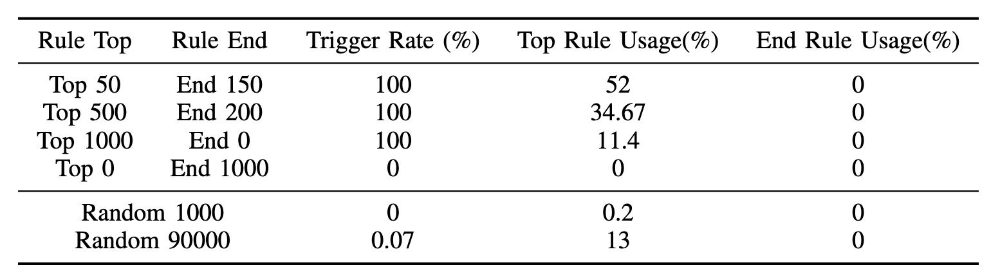 Rule Top Rule End Trigger Rate (%) Top Rule Usage(%) End Rule Usage(%)
Top 50 End 150 100 52 0
Top 500 End 200 100 34.67 0
Top 1000 End 0 100 11.4 0
Top 0 End 1000 0 0 0
Random 1000 0 0.2 0
Random 90000 0.07 13 0